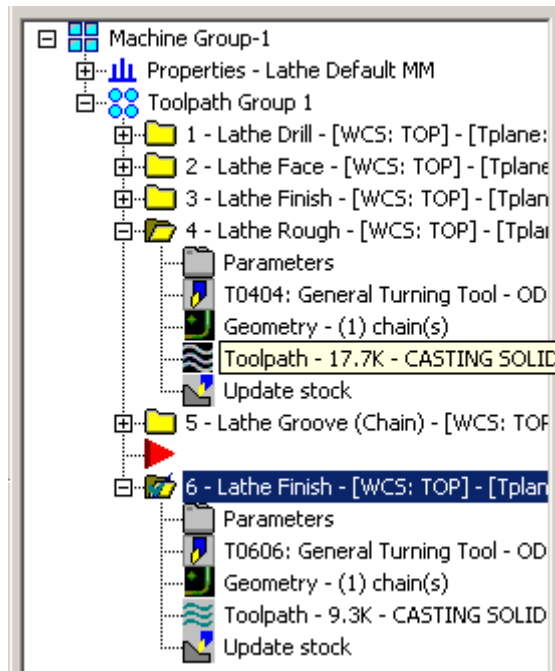 Machine Group-1
Properties - Lathe Default MM
Toolpath Group 1
1 - Lathe Drill - [WCS: TOP] - [Tplane:
2 - Lathe Face - [WCS: TOP] - [Tplane
3 - Lathe Finish - [WCS: TOP] - [Tplan
4 - Lathe Rough - [WCS: TOP] - [Tplan
Parameters
T0404: General Turning Tool - OD
Geometry - (1) chain(s)
Toolpath - 17.7K - CASTING SOLID
Update stock
5 - Lathe Groove (Chain) - [WCS: TOP
6 - Lathe Finish - [WCS: TOP] - [Tplan
Parameters
T0606: General Turning Tool - OD
Geometry - (1) chain(s)
Toolpath - 9.3K - CASTING SOLID
Update stock